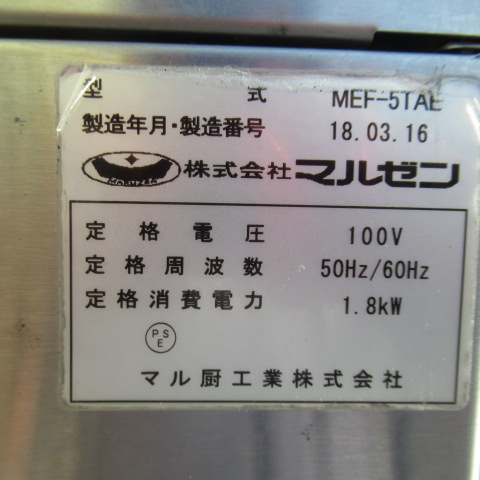 型 式 MEF-5TAE
製造年月・製造番号 18.03.16
MARUZEN 株式会社 マルゼン
定格電圧 100V
定格周波数 50Hz/60Hz
定格消費電力 1.8kW
PS
E
マル厨工業株式会社